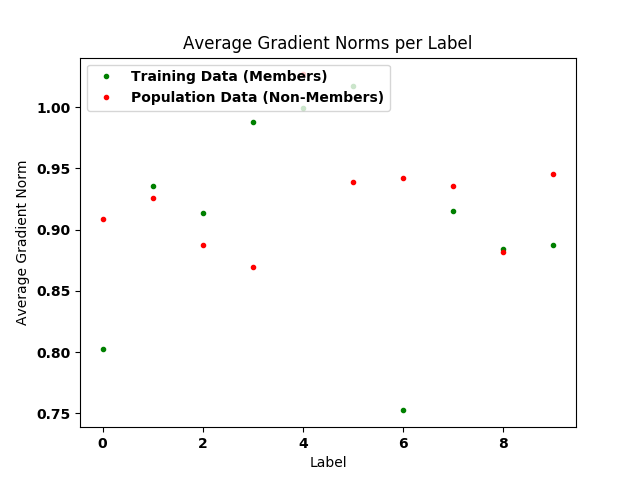 Average Gradient Norms per Label
Training Data (Members)
Population Data (Non-Members)
1.00
0.95
0.90
0.85
0.80
0.75
Average Gradient Norm
0 2 4 6 8
Label